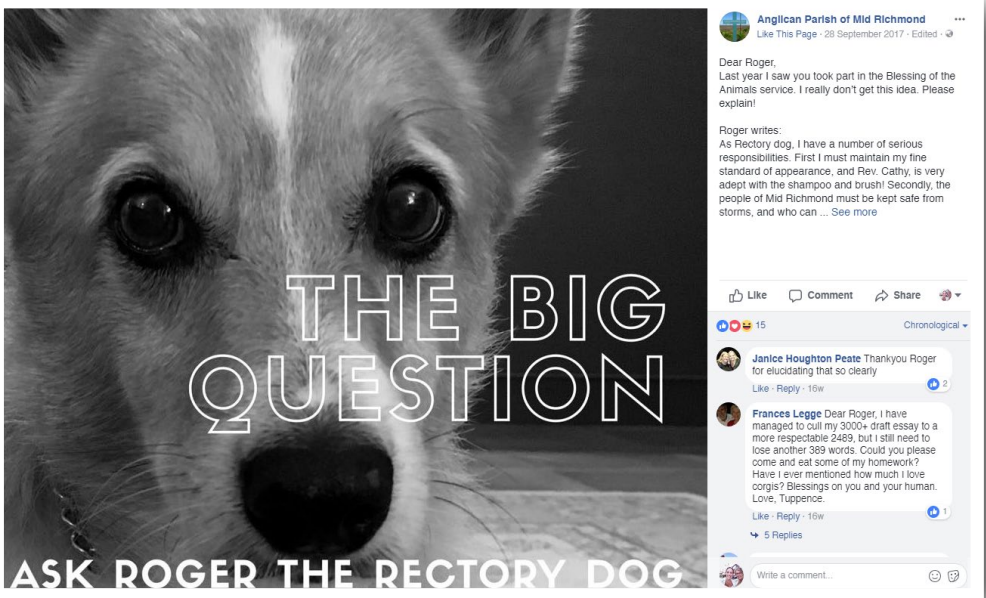 THE BIG
QUESTION
ASK ROGER THE RECTORY DOG
Anglican Parish of Mid Richmond
Like This Page · 28 September 2017 · Edited ·
Dear Roger,
Last year I saw you took part in the Blessing of the
Animals service. I really don't get this idea. Please
explain!
Roger writes:
As Rectory dog, I have a number of serious
responsibilities. First I must maintain my fine
standard of appearance, and Rev. Cathy, is very
adept with the shampoo and brush! Secondly, the
people of Mid Richmond must be kept safe from
storms, and who can ... See more
Like Comment Share
15 Chronological
Janice Houghton Peate Thankyou Roger
for elucidating that so clearly
2
Like · Reply · 16w
Frances Legge Dear Roger, I have
managed to cull my 3000+ draft essay to a
more respectable 2489, but I still need to
lose another 389 words. Could you please
come and eat some of my homework?
Have I ever mentioned how much I love
corgis? Blessings on you and your human.
Love, Tuppence.
1
Like · Reply · 16w
5 Replies
Write a comment...